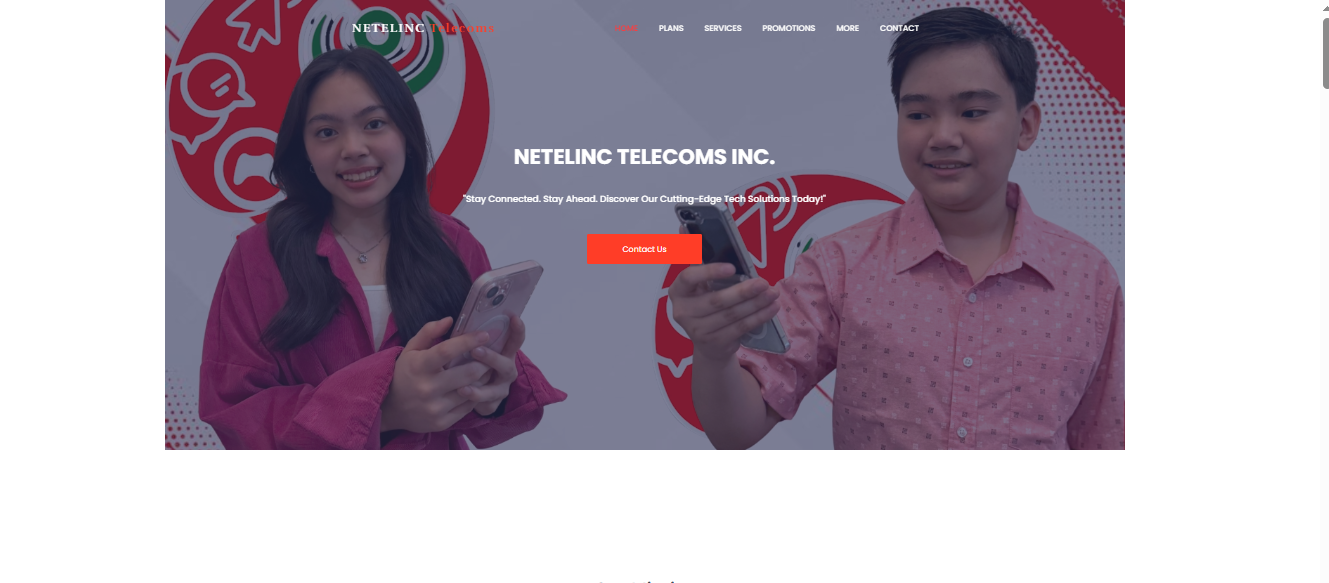 NETELINC Telecoms
HOME PLANS SERVICES PROMOTIONS MORE CONTACT
NETELINC TELECOMS INC.
"Stay Connected. Stay Ahead. Discover Our Cutting-Edge Tech Solutions Today!"
Contact Us